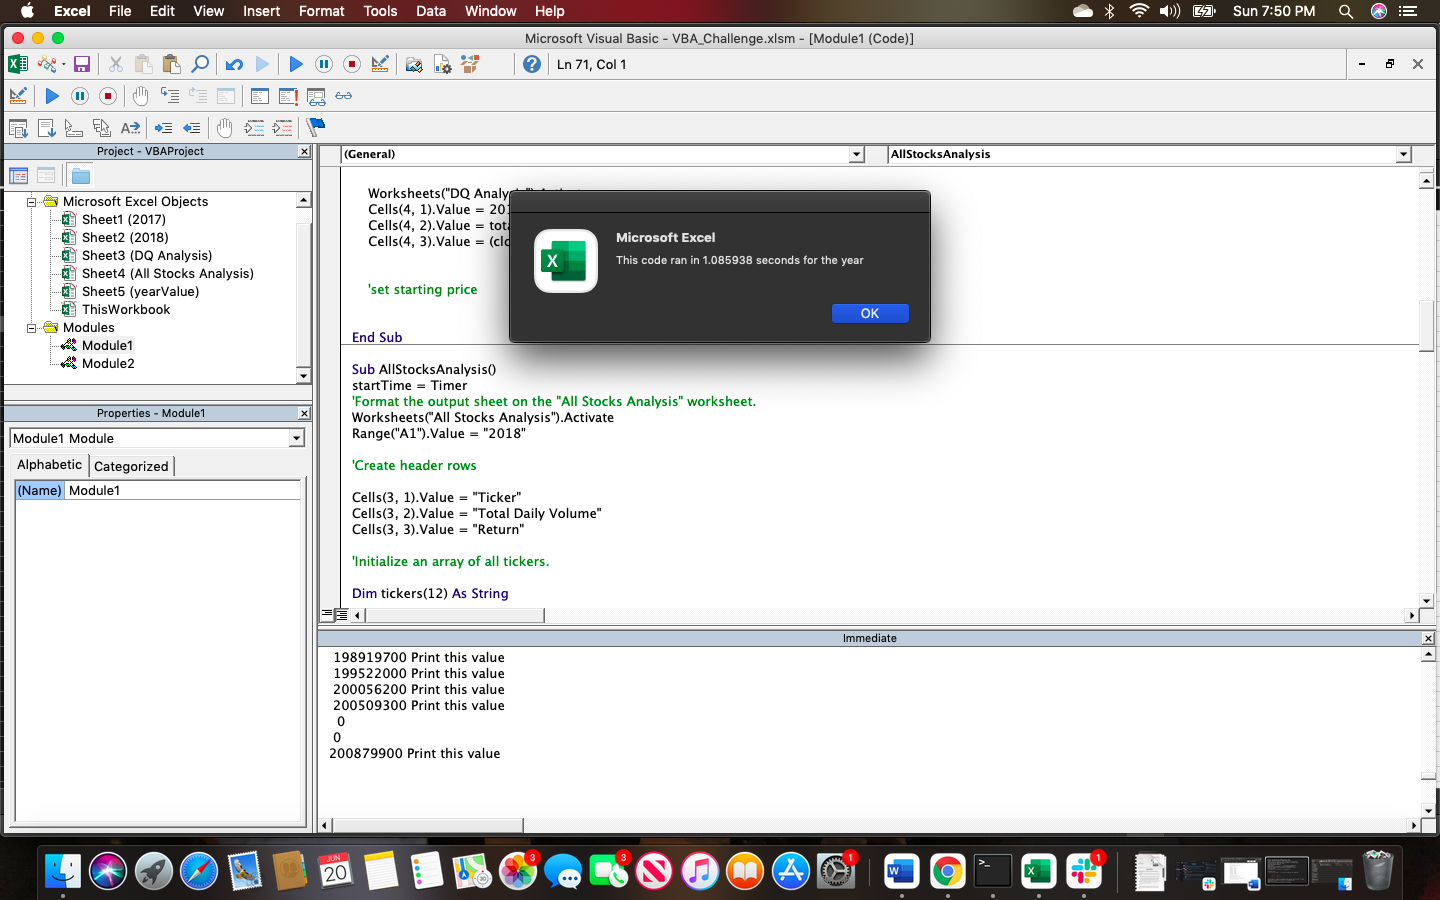 Excel File Edit View Insert Format Tools Data Window Help Sun 7:50 PM
Microsoft Visual Basic - VBA_Challenge.xlsm - [Module1 (Code)]
Ln 71, Col 1
Project - VBAProject
Microsoft Excel Objects
Sheet1 (2017)
Sheet2 (2018)
Sheet3 (DQ Analysis)
Sheet4 (All Stocks Analysis)
Sheet5 (yearValue)
ThisWorkbook
Modules
Module1
Module2
Properties - Module1
Module1 Module
Alphabetic Categorized
(Name) Module1
(General) AllStocksAnalysis
Worksheets("DQ Analy
Cells(4, 1).Value = 201
Cells(4, 2).Value = tot
Cells(4, 3).Value = (clo
'set starting price
End Sub
Microsoft Excel
This code ran in 1.085938 seconds for the year
OK
Sub AllStocksAnalysis()
startTime = Timer
'Format the output sheet on the "All Stocks Analysis" worksheet.
Worksheets("All Stocks Analysis").Activate
Range("A1").Value = "2018"
'Create header rows
Cells(3, 1).Value = "Ticker"
Cells(3, 2).Value = "Total Daily Volume"
Cells(3, 3).Value = "Return"
'Initialize an array of all tickers.
Dim tickers(12) As String
Immediate
198919700 Print this value
199522000 Print this value
200056200 Print this value
200509300 Print this value
0
0
200879900 Print this value
JUN
20
3
3
1
1